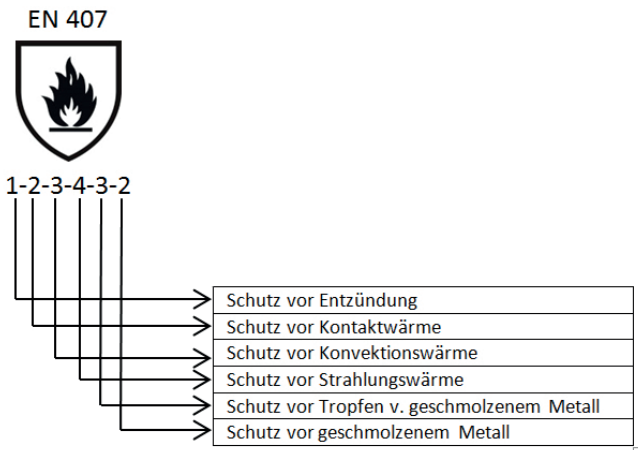 EN 407
1-2-3-4-3-2
Schutz vor Entzündung
Schutz vor Kontaktwärme
Schutz vor Konvektionswärme
Schutz vor Strahlungswärme
Schutz vor Tropfen v. geschmolzenem Metall
Schutz vor geschmolzenem Metall